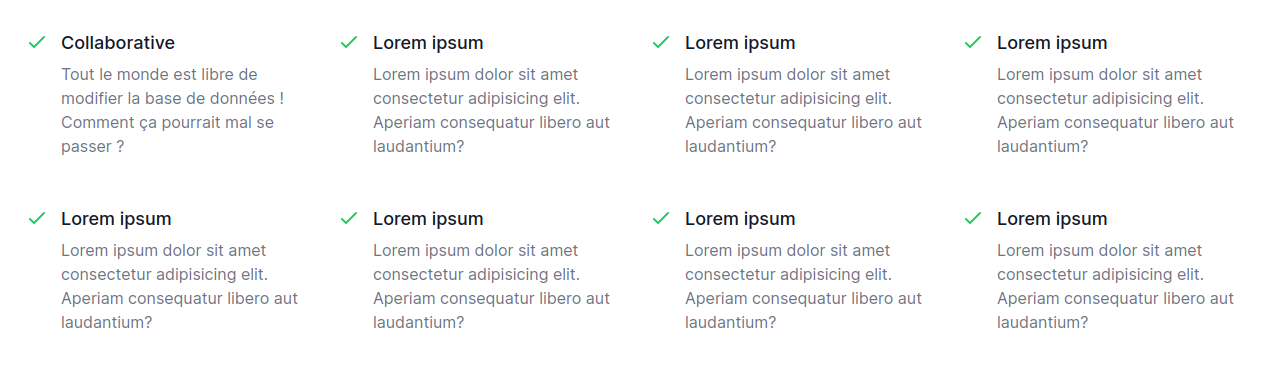 Collaborative
Tout le monde est libre de
modifier la base de données !
Comment ça pourrait mal se
passer ?
Lorem ipsum
Lorem ipsum dolor sit amet
consectetur adipisicing elit.
Aperiam consequatur libero aut
laudantium?
Lorem ipsum
Lorem ipsum dolor sit amet
consectetur adipisicing elit.
Aperiam consequatur libero aut
laudantium?
Lorem ipsum
Lorem ipsum dolor sit amet
consectetur adipisicing elit.
Aperiam consequatur libero aut
laudantium?
Lorem ipsum
Lorem ipsum dolor sit amet
consectetur adipisicing elit.
Aperiam consequatur libero aut
laudantium?
Lorem ipsum
Lorem ipsum dolor sit amet
consectetur adipisicing elit.
Aperiam consequatur libero aut
laudantium?
Lorem ipsum
Lorem ipsum dolor sit amet
consectetur adipisicing elit.
Aperiam consequatur libero aut
laudantium?
Lorem ipsum
Lorem ipsum dolor sit amet
consectetur adipisicing elit.
Aperiam consequatur libero aut
laudantium?